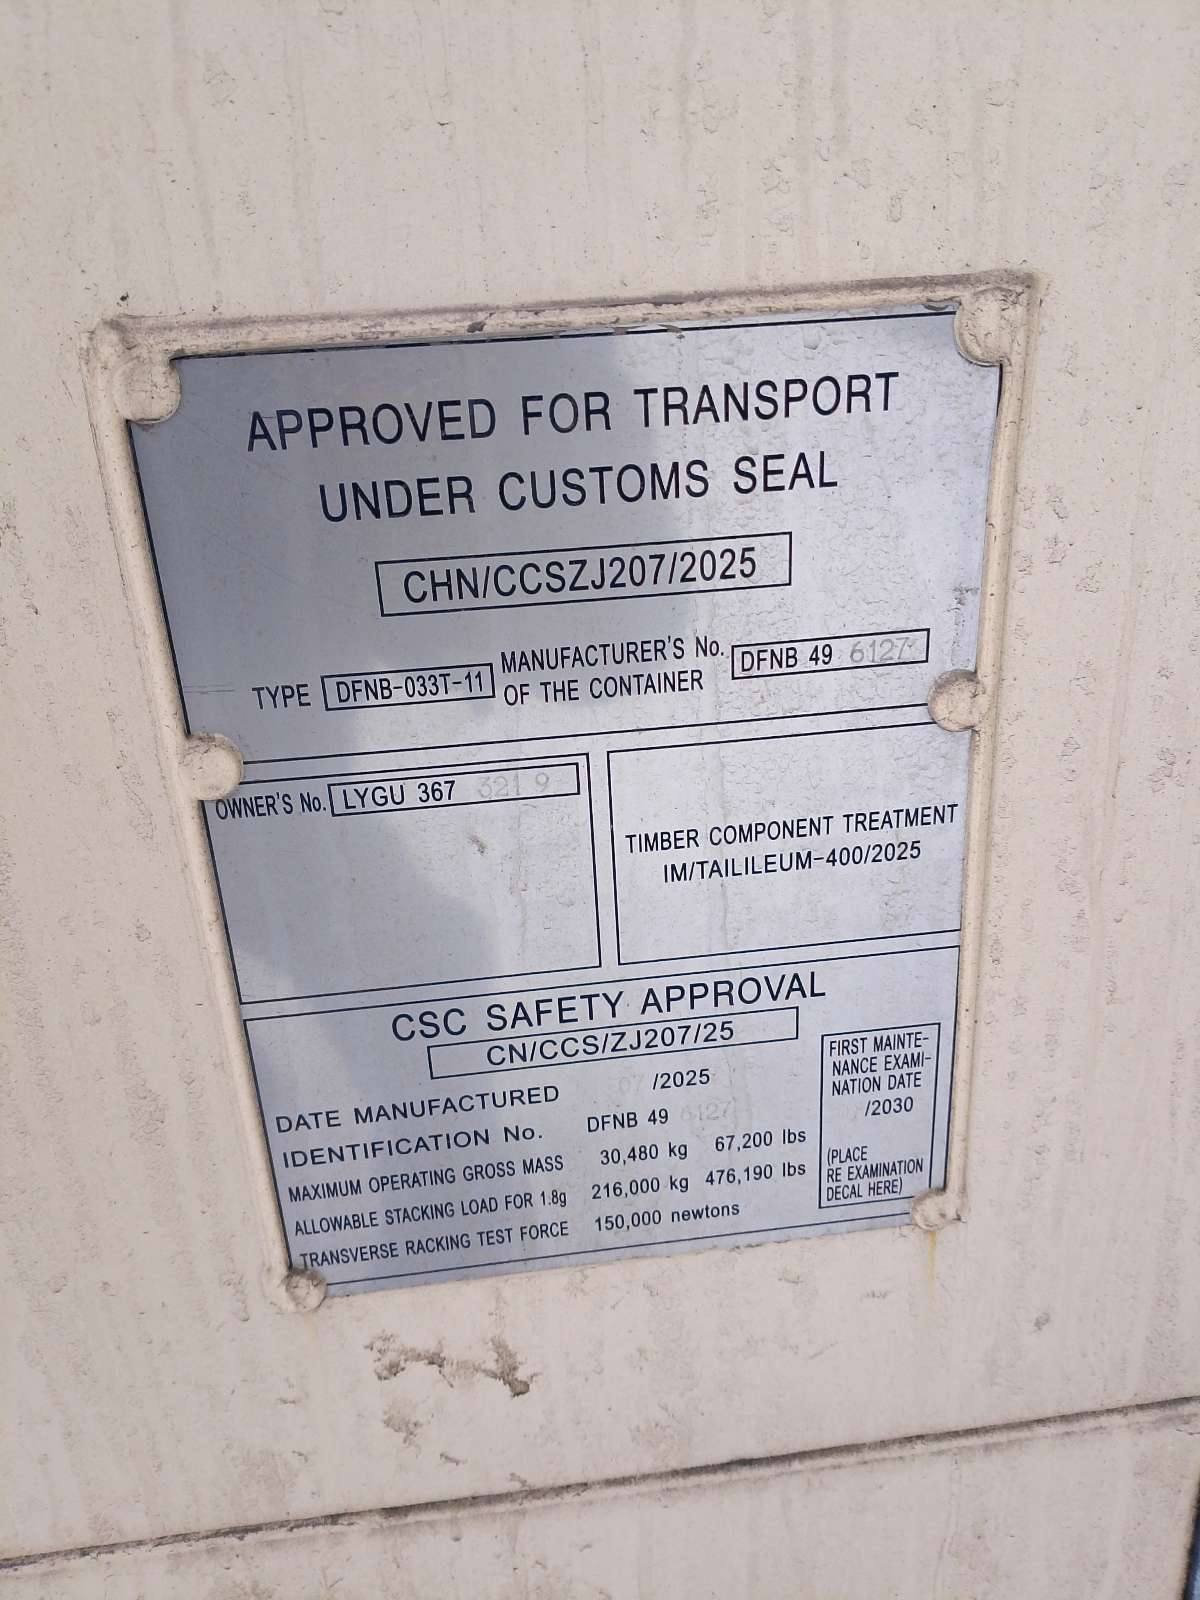 APPROVED FOR TRANSPORT
UNDER CUSTOMS SEAL
CHN/CCSZJ207/2025
TYPE DFNB-033T-11 MANUFACTURER'S No. OF THE CONTAINER DFNB 49 6127
OWNER'S No. LYGU 367 321 9
TIMBER COMPONENT TREATMENT
IM/TAILILEUM-400/2025
CSC SAFETY APPROVAL
CN/CCS/ZJ207/25
DATE MANUFACTURED 07/2025
IDENTIFICATION No. DFNB 49 6127
MAXIMUM OPERATING GROSS MASS 30,480 kg 67,200 lbs
ALLOWABLE STACKING LOAD FOR 1.8g 216,000 kg 476,190 lbs
TRANSVERSE RACKING TEST FORCE 150,000 newtons
FIRST MAINTE-
NANCE EXAMI-
NATION DATE
/2030
(PLACE
RE EXAMINATION
DECAL HERE)